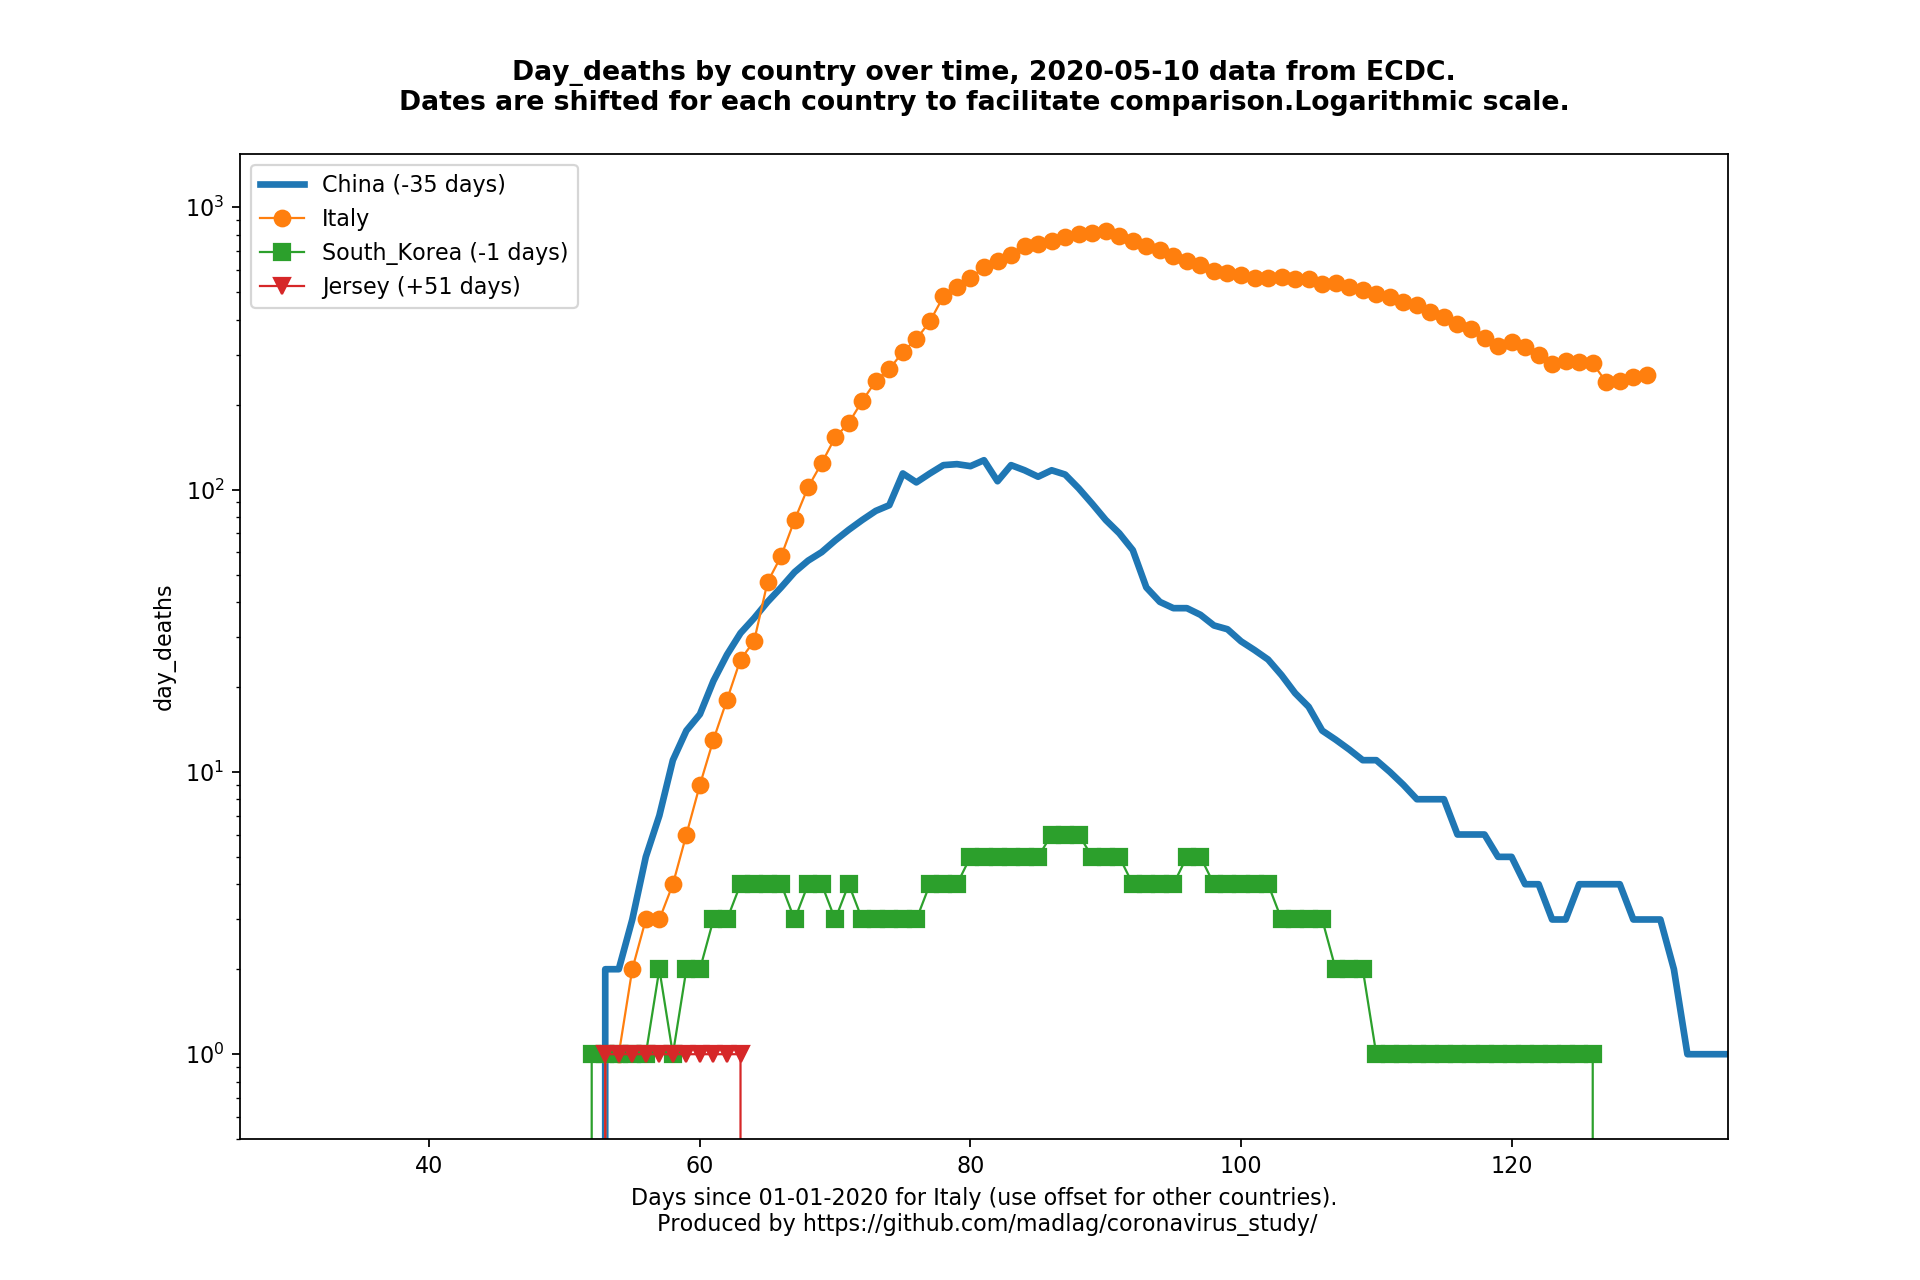 Day_deaths by country over time, 2020-05-10 data from ECDC.
Dates are shifted for each country to facilitate comparison.Logarithmic scale.
China (-35 days)
Italy
South_Korea (-1 days)
Jersey (+51 days)
10³
10²
10¹
10⁰
day_deaths
40 60 80 100 120
Days since 01-01-2020 for Italy (use offset for other countries).
Produced by https://github.com/madlag/coronavirus_study/